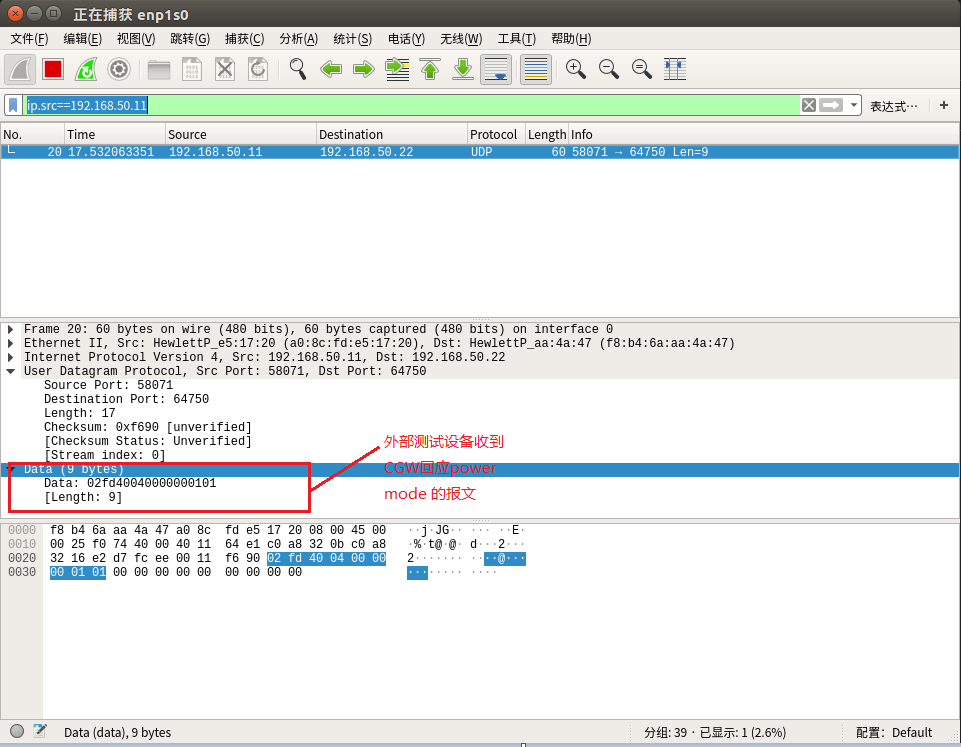 正在捕获 enp1s0
文件(F) 编辑(E) 视图(V) 跳转(G) 捕获(C) 分析(A) 统计(S) 电话(Y) 无线(W) 工具(T) 帮助(H)
ip.src==192.168.50.11 表达式… +
No. Time Source Destination Protocol Length Info
20 17.532063351 192.168.50.11 192.168.50.22 UDP 60 58071 → 64750 Len=9
Frame 20: 60 bytes on wire (480 bits), 60 bytes captured (480 bits) on interface 0
Ethernet II, Src: HewlettP_e5:17:20 (a0:8c:fd:e5:17:20), Dst: HewlettP_aa:4a:47 (f8:b4:6a:aa:4a:47)
Internet Protocol Version 4, Src: 192.168.50.11, Dst: 192.168.50.22
User Datagram Protocol, Src Port: 58071, Dst Port: 64750
Source Port: 58071
Destination Port: 64750
Length: 17
Checksum: 0xf690 [unverified]
[Checksum Status: Unverified]
[Stream index: 0]
Data (9 bytes)
Data: 02fd40040000000101
[Length: 9]
外部测试设备收到
CGW回应power
mode 的报文
0000 f8 b4 6a aa 4a 47 a0 8c fd e5 17 20 08 00 45 00 ··j·JG·· ··· ··E·
0010 00 25 f0 74 40 00 40 11 64 e1 c0 a8 32 0b c0 a8 ·%·t@·@· d···2···
0020 32 16 e2 d7 fc ee 00 11 f6 90 02 fd 40 04 00 00 2······· ····@···
0030 00 01 01 00 00 00 00 00 00 00 00 00 ········ ····
Data (data), 9 bytes 分组: 39 · 已显示: 1 (2.6%) 配置: Default